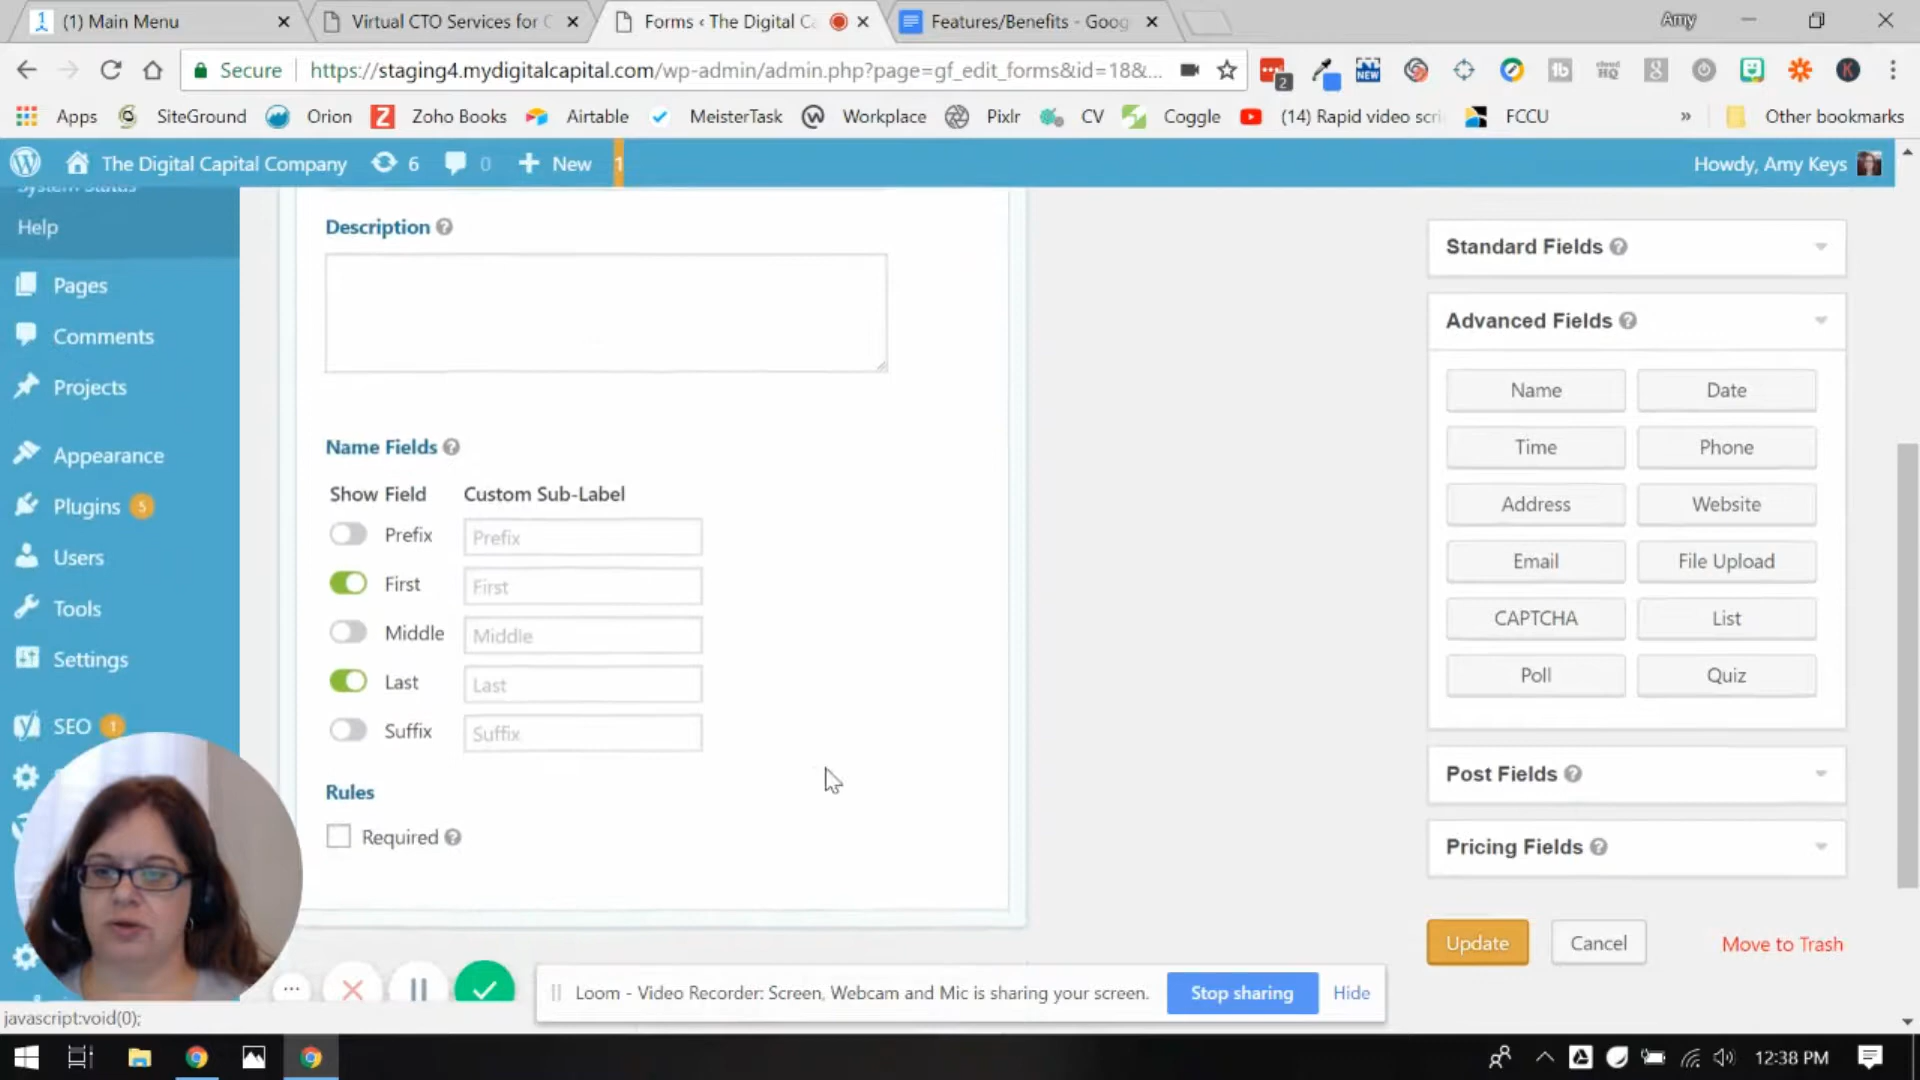 (1) Main Menu
Virtual CTO Services for C
Forms ‹ The Digital Ca
Features/Benefits - Goog
Amy
Secure
https://staging4.mydigitalcapital.com/wp-admin/admin.php?page=gf_edit_forms&id=18&...
2
NEW
cloud HQ
K
Apps
SiteGround
Orion
Zoho Books
Airtable
MeisterTask
Workplace
Pixlr
CV
Coggle
(14) Rapid video scri
FCCU
»
Other bookmarks
The Digital Capital Company
6
0
New
1
Howdy, Amy Keys
System Status
Help
Pages
Comments
Projects
Appearance
Plugins 5
Users
Tools
Settings
SEO 1
Description
Name Fields
Show Field
Custom Sub-Label
Prefix
Prefix
First
First
Middle
Middle
Last
Last
Suffix
Suffix
Rules
Required
Standard Fields
Advanced Fields
Name
Date
Time
Phone
Address
Website
Email
File Upload
CAPTCHA
List
Poll
Quiz
Post Fields
Pricing Fields
Update
Cancel
Move to Trash
Loom - Video Recorder: Screen, Webcam and Mic is sharing your screen.
Stop sharing
Hide
javascript:void(0);
12:38 PM